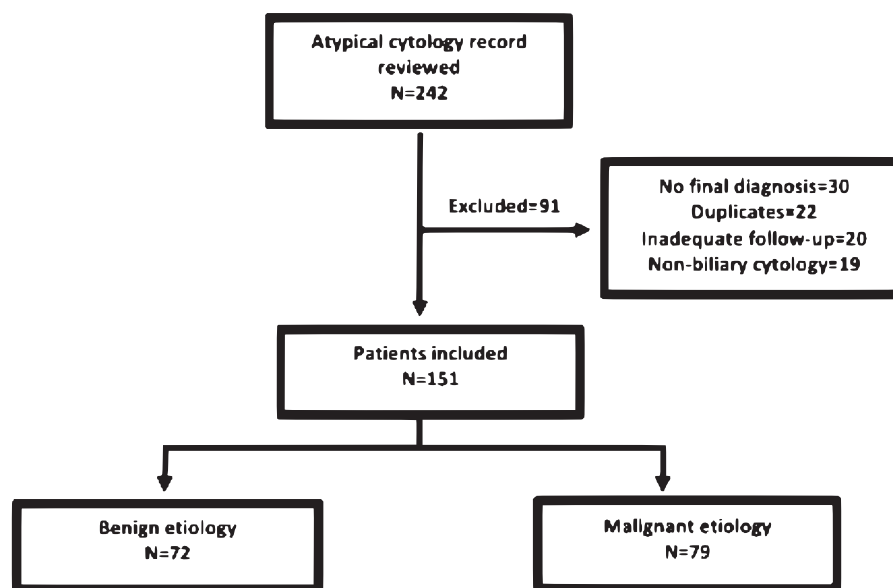 Atypical cytology record
reviewed
N=242
Excluded=91
No final diagnosis=30
Duplicates=22
Inadequate follow-up=20
Non-biliary cytology=19
Patients included
N=151
Benign etiology
N=72
Malignant etiology
N=79